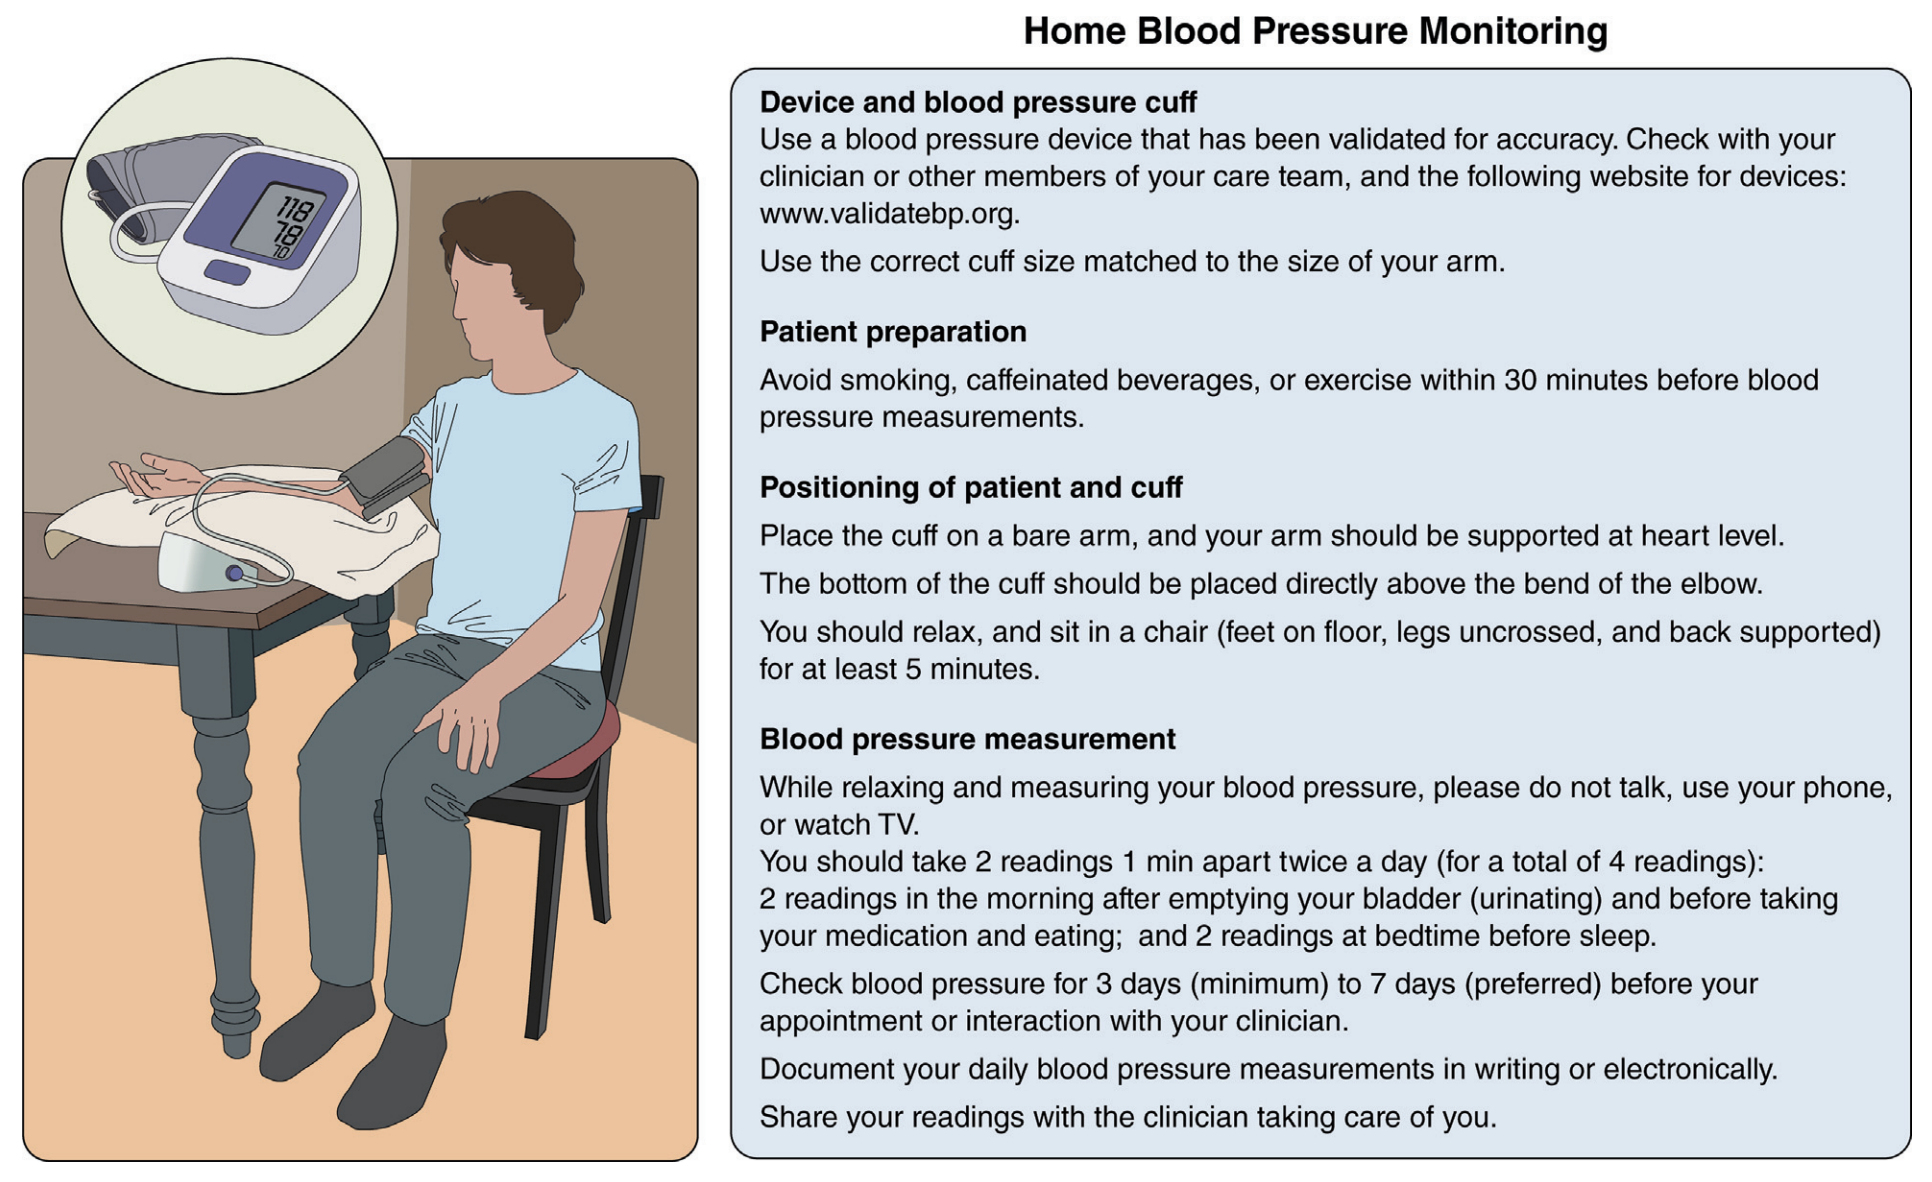 Home Blood Pressure Monitoring
118
78
70
Device and blood pressure cuff
Use a blood pressure device that has been validated for accuracy. Check with your
clinician or other members of your care team, and the following website for devices:
www.validatebp.org.
Use the correct cuff size matched to the size of your arm.
Patient preparation
Avoid smoking, caffeinated beverages, or exercise within 30 minutes before blood
pressure measurements.
Positioning of patient and cuff
Place the cuff on a bare arm, and your arm should be supported at heart level.
The bottom of the cuff should be placed directly above the bend of the elbow.
You should relax, and sit in a chair (feet on floor, legs uncrossed, and back supported)
for at least 5 minutes.
Blood pressure measurement
While relaxing and measuring your blood pressure, please do not talk, use your phone,
or watch TV.
You should take 2 readings 1 min apart twice a day (for a total of 4 readings):
2 readings in the morning after emptying your bladder (urinating) and before taking
your medication and eating;  and 2 readings at bedtime before sleep.
Check blood pressure for 3 days (minimum) to 7 days (preferred) before your
appointment or interaction with your clinician.
Document your daily blood pressure measurements in writing or electronically.
Share your readings with the clinician taking care of you.